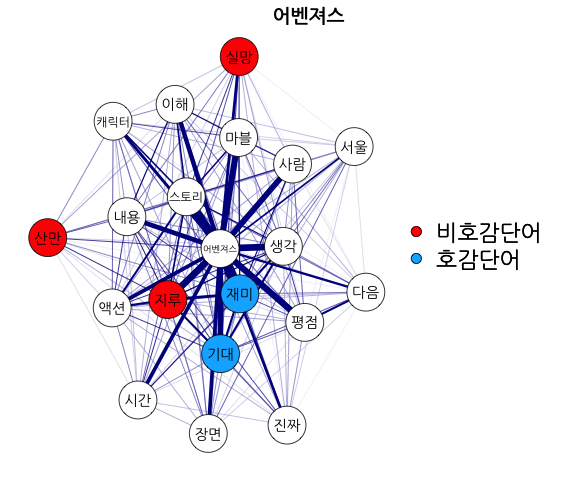 어벤져스
실망
이해
캐릭터
마블
서울
사람
스토리
내용
산만
어벤져스
생각
지루
재미
다음
액션
평점
기대
시간
장면
진짜
비호감단어
호감단어